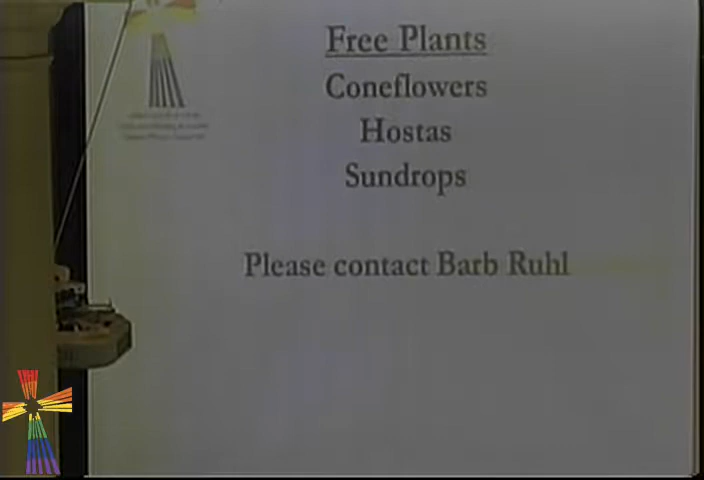 Free Plants
Coneflowers
Hostas
Sundrops
Please contact Barb Ruhl